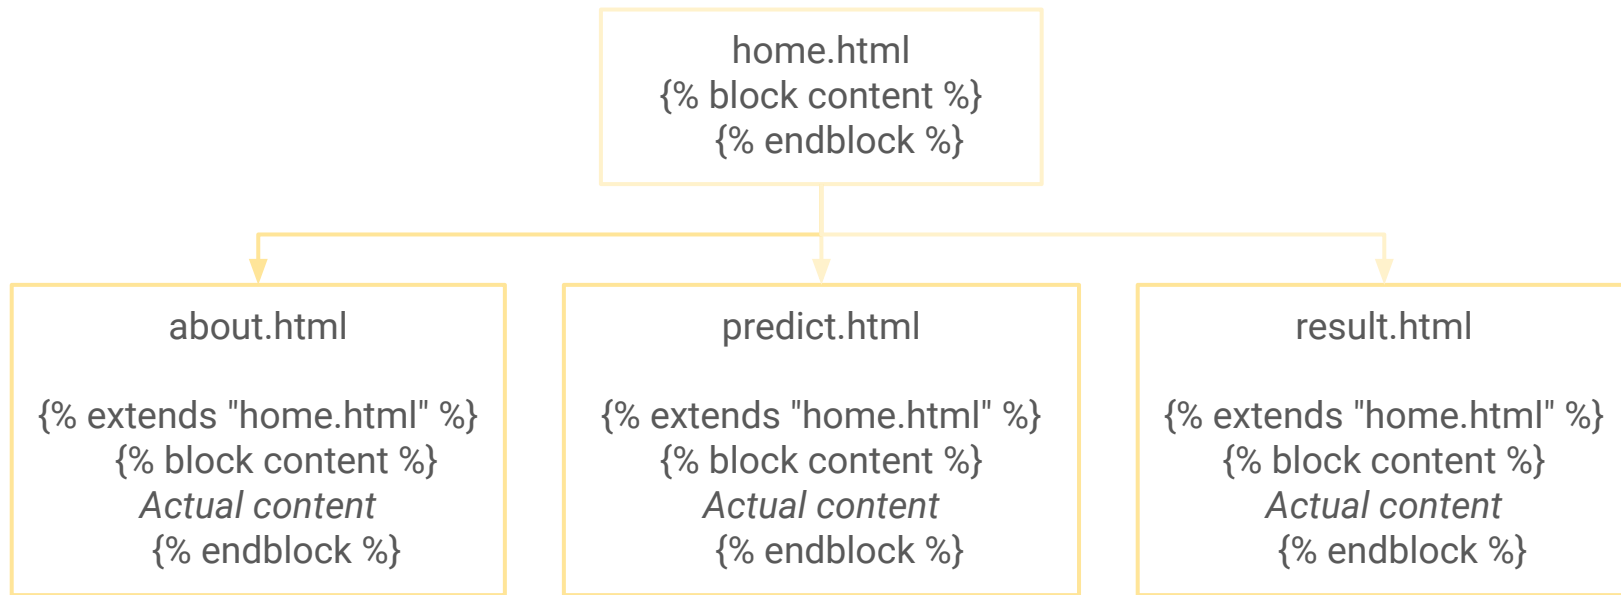 home.html
{% block content %}
{% endblock %}
about.html
{% extends "home.html" %}
{% block content %}
Actual content
{% endblock %}
predict.html
{% extends "home.html" %}
{% block content %}
Actual content
{% endblock %}
result.html
{% extends "home.html" %}
{% block content %}
Actual content
{% endblock %}